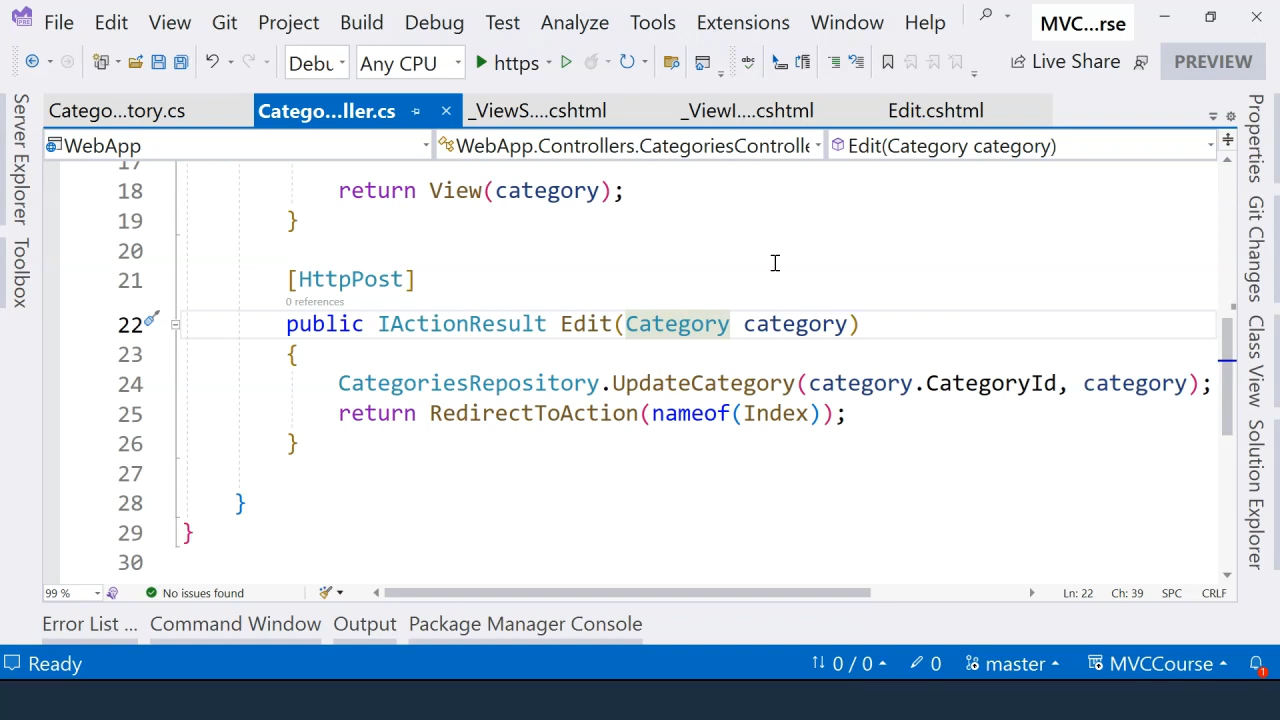 File Edit View Git Project Build Debug Test Analyze Tools Extensions Window Help MVC...rse
Debu Any CPU https Live Share PREVIEW
Catego...tory.cs Catego...ller.cs _ViewS....cshtml _ViewI....cshtml Edit.cshtml
WebApp WebApp.Controllers.CategoriesControlle Edit(Category category)
Server Explorer
Toolbox
17
18 return View(category);
19 }
20
21 [HttpPost]
0 references
22 public IActionResult Edit(Category category)
23 {
24 CategoriesRepository.UpdateCategory(category.CategoryId, category);
25 return RedirectToAction(nameof(Index));
26 }
27
28 }
29 }
30
Properties
Git Changes
Class View
Solution Explorer
99 % No issues found Ln: 22 Ch: 39 SPC CRLF
Error List ... Command Window Output Package Manager Console
Ready 0 / 0 0 master MVCCourse 1